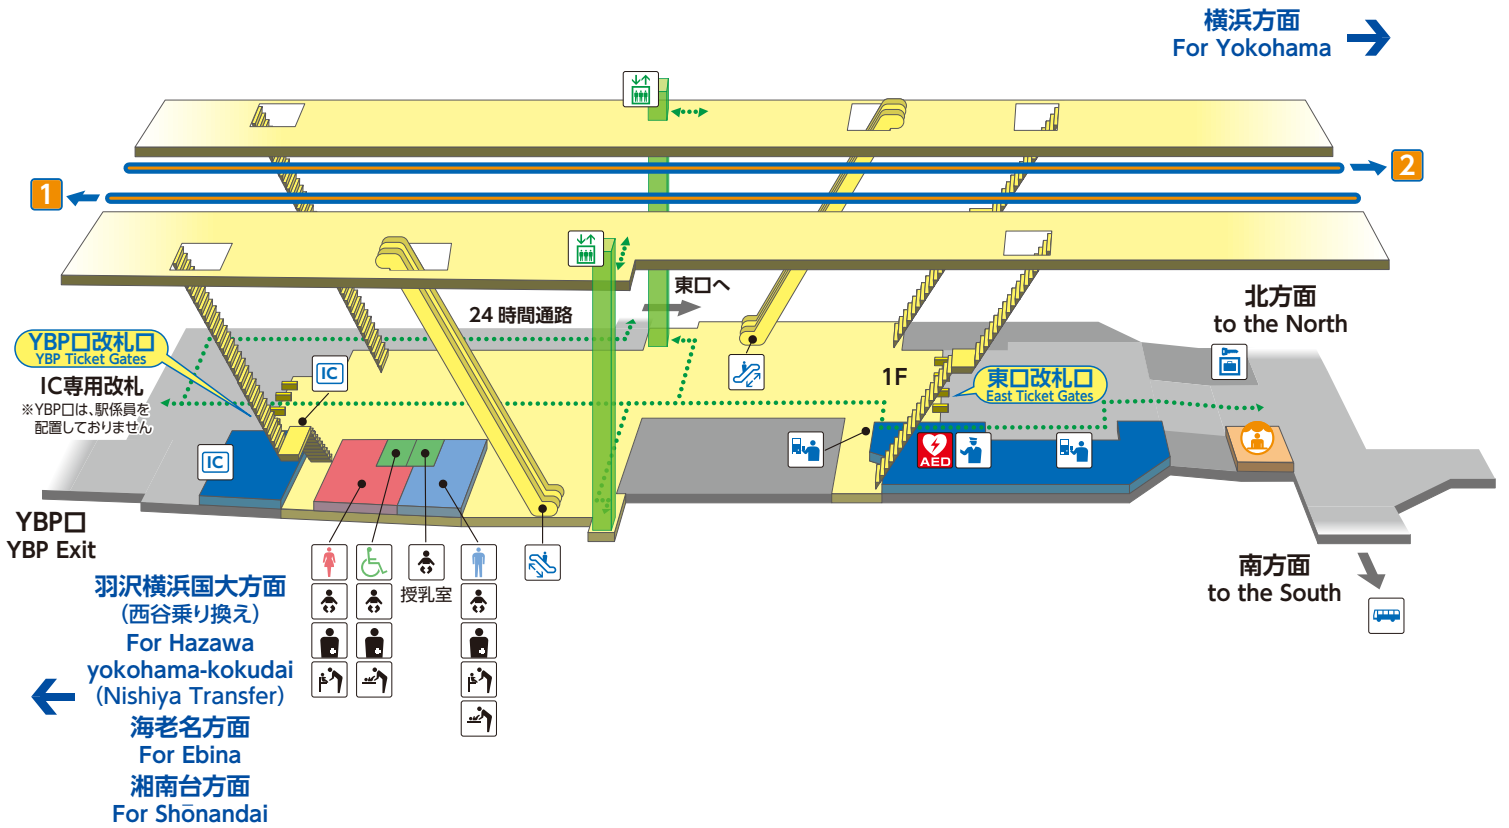 横浜方面
For Yokohama
2
1
東口へ
24 時間通路
北方面
to the North
YBP口改札口
YBP Ticket Gates
IC専用改札
※YBP口は、駅係員を
配置しておりません
IC
1F
東口改札口
East Ticket Gates
IC
AED
YBP口
YBP Exit
授乳室
南方面
to the South
羽沢横浜国大方面
(西谷乗り換え)
For Hazawa
yokohama-kokudai
(Nishiya Transfer)
海老名方面
For Ebina
湘南台方面
For Shōnandai